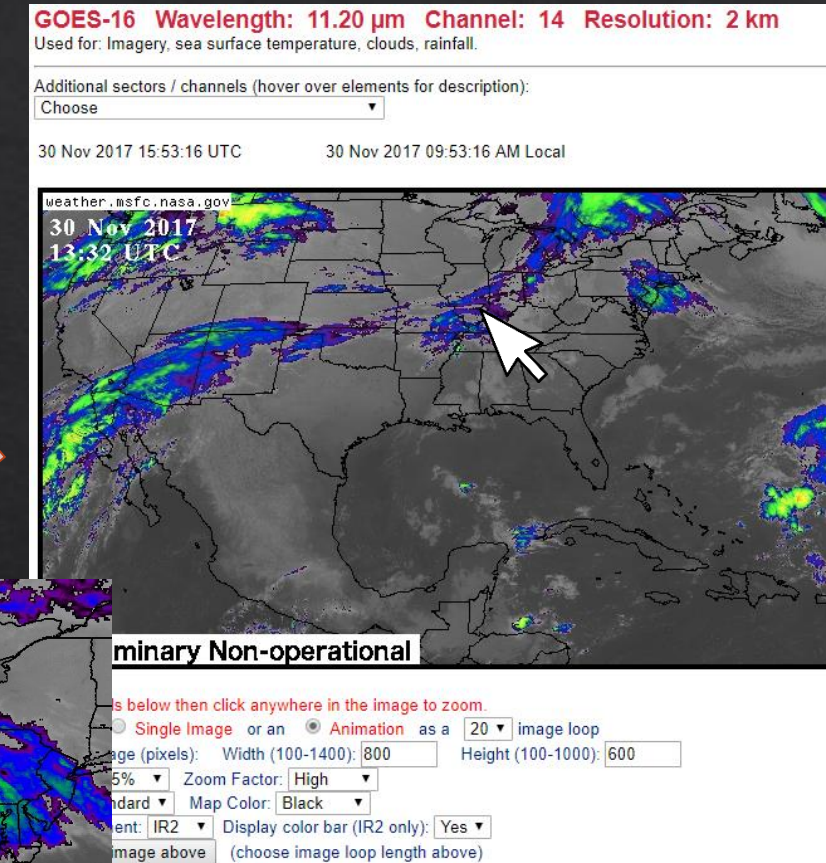 GOES-16 Wavelength: 11.20 µm Channel: 14 Resolution: 2 km
Used for: Imagery, sea surface temperature, clouds, rainfall.
Additional sectors / channels (hover over elements for description):
Choose
30 Nov 2017 15:53:16 UTC 30 Nov 2017 09:53:16 AM Local
weather.msfc.nasa.gov
30 Nov 2017
13:32 UTC
minary Non-operational
ls below then click anywhere in the image to zoom.
Single Image or an Animation as a 20 image loop
age (pixels): Width (100-1400): 800 Height (100-1000): 600
5% Zoom Factor: High
ndard Map Color: Black
ent: IR2 Display color bar (IR2 only): Yes
image above (choose image loop length above)